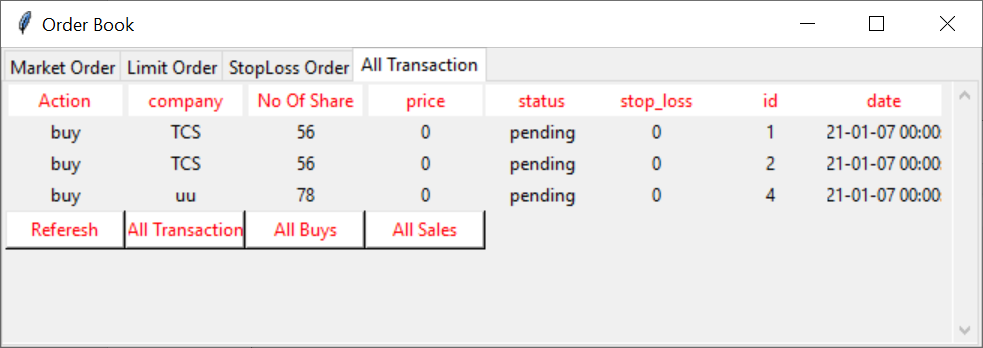 Order Book
Market Order Limit Order StopLoss Order All Transaction
Action company No Of Share price status stop_loss id date
buy TCS 56 0 pending 0 1 21-01-07 00:00:
buy TCS 56 0 pending 0 2 21-01-07 00:00:
buy uu 78 0 pending 0 4 21-01-07 00:00:
Referesh All Transaction All Buys All Sales